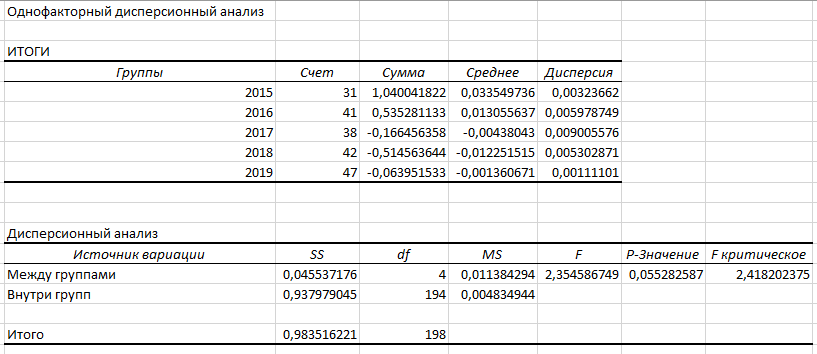 Однофакторный дисперсионный анализ
ИТОГИ
Группы Счет Сумма Среднее Дисперсия
2015 31 1,040041822 0,033549736 0,00323662
2016 41 0,535281133 0,013055637 0,005978749
2017 38 -0,166456358 -0,00438043 0,009005576
2018 42 -0,514563644 -0,012251515 0,005302871
2019 47 -0,063951533 -0,001360671 0,00111101
Дисперсионный анализ
Источник вариации SS df MS F P-Значение F критическое
Между группами 0,045537176 4 0,011384294 2,354586749 0,055282587 2,418202375
Внутри групп 0,937979045 194 0,004834944
Итого 0,983516221 198